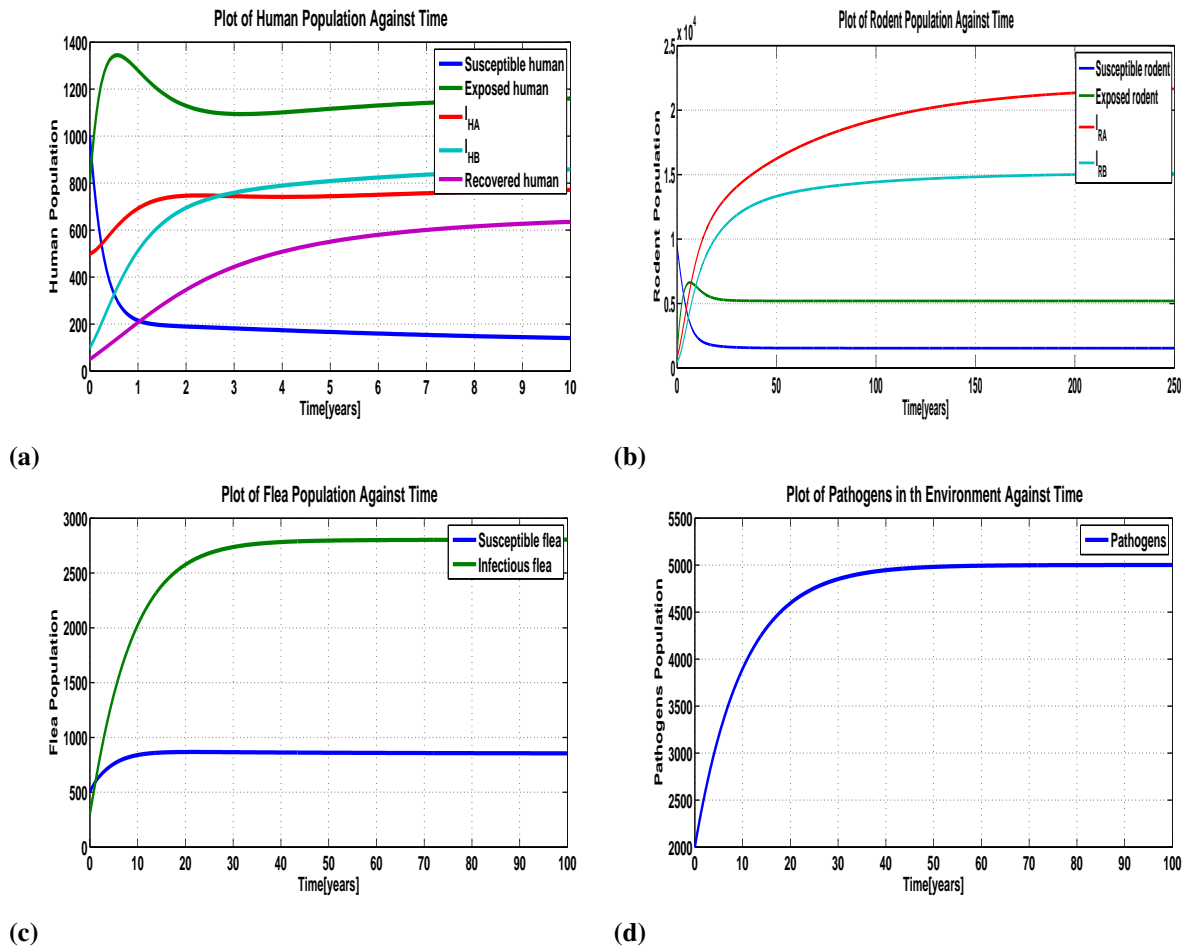 Plot of Human Population Against Time
1400
1200
1000
800
600
400
200
0
Human Population
0 1 2 3 4 5 6 7 8 9 10
Time[years]
Susceptible human
Exposed human
I_HA
I_HB
Recovered human
(a)
Plot of Rodent Population Against Time
x 10^4
2.5
2
1.5
1
0.5
0
Rodent Population
0 50 100 150 200 250
Time[years]
Susceptible rodent
Exposed rodent
I_RA
I_RB
(b)
Plot of Flea Population Against Time
3000
2500
2000
1500
1000
500
0
Flea Population
0 10 20 30 40 50 60 70 80 90 100
Time[years]
Susceptible flea
Infectious flea
(c)
Plot of Pathogens in th Environment Against Time
5500
5000
4500
4000
3500
3000
2500
2000
Pathogens Population
0 10 20 30 40 50 60 70 80 90 100
Time[years]
Pathogens
(d)